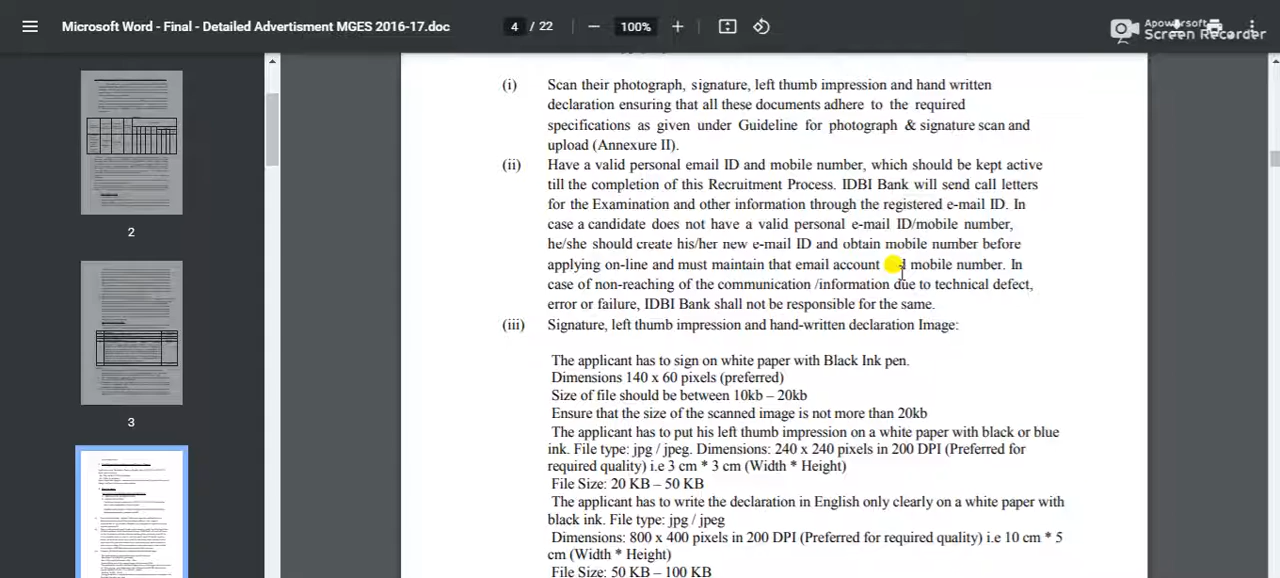 Microsoft Word - Final - Detailed Advertisment MGES 2016-17.doc
4 / 22
100%
Apowersoft
Screen Recorder
(i) Scan their photograph, signature, left thumb impression and hand written
declaration ensuring that all these documents adhere to the required
specifications as given under Guideline for photograph & signature scan and
upload (Annexure II).
(ii) Have a valid personal email ID and mobile number, which should be kept active
till the completion of this Recruitment Process. IDBI Bank will send call letters
for the Examination and other information through the registered e-mail ID. In
case a candidate does not have a valid personal e-mail ID/mobile number,
he/she should create his/her new e-mail ID and obtain mobile number before
applying on-line and must maintain that email account mobile number. In
case of non-reaching of the communication /information due to technical defect,
error or failure, IDBI Bank shall not be responsible for the same.
(iii) Signature, left thumb impression and hand-written declaration Image:
The applicant has to sign on white paper with Black Ink pen.
Dimensions 140 x 60 pixels (preferred)
Size of file should be between 10kb – 20kb
Ensure that the size of the scanned image is not more than 20kb
The applicant has to put his left thumb impression on a white paper with black or blue
ink. File type: jpg / jpeg. Dimensions: 240 x 240 pixels in 200 DPI (Preferred for
required quality) i.e 3 cm * 3 cm (Width * Height)
File Size: 20 KB – 50 KB
The applicant has to write the declaration in English only clearly on a white paper with
black ink. File type: jpg / jpeg
Dimensions: 800 x 400 pixels in 200 DPI (Preferred for required quality) i.e 10 cm * 5
cm (Width * Height)
File Size: 50 KB – 100 KB
2
3